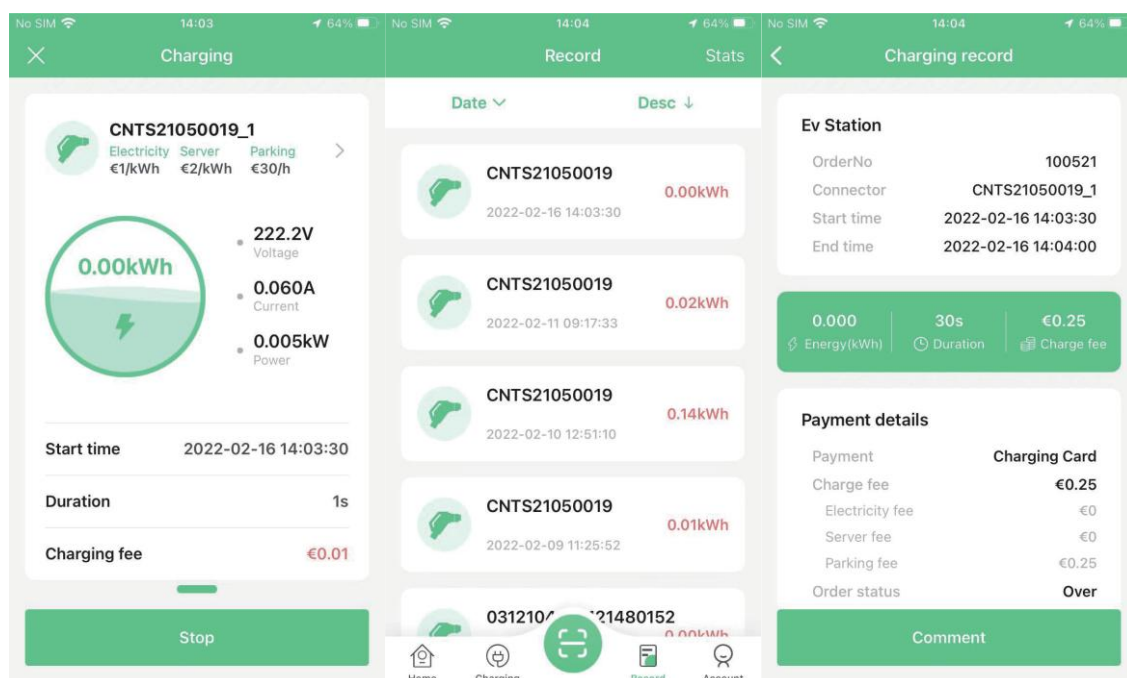 No SIM 14:03 64%
Charging
CNTS21050019_1
Electricity Server Parking
€1/kWh €2/kWh €30/h
0.00kWh
222.2V
Voltage
0.060A
Current
0.005kW
Power
Start time 2022-02-16 14:03:30
Duration 1s
Charging fee €0.01
Stop
No SIM 14:04 64%
Record Stats
Date Desc ↓
CNTS21050019
0.00kWh
2022-02-16 14:03:30
CNTS21050019
0.02kWh
2022-02-11 09:17:33
CNTS21050019
0.14kWh
2022-02-10 12:51:10
CNTS21050019
0.01kWh
2022-02-09 11:25:52
0.00kWh
Home Charging Record Account
No SIM 14:04 64%
Charging record
Ev Station
OrderNo 100521
Connector CNTS21050019_1
Start time 2022-02-16 14:03:30
End time 2022-02-16 14:04:00
0.000 30s €0.25
Energy(kWh) Duration Charge fee
Payment details
Payment Charging Card
Charge fee €0.25
Electricity fee €0
Server fee €0
Parking fee €0.25
Order status Over
Comment